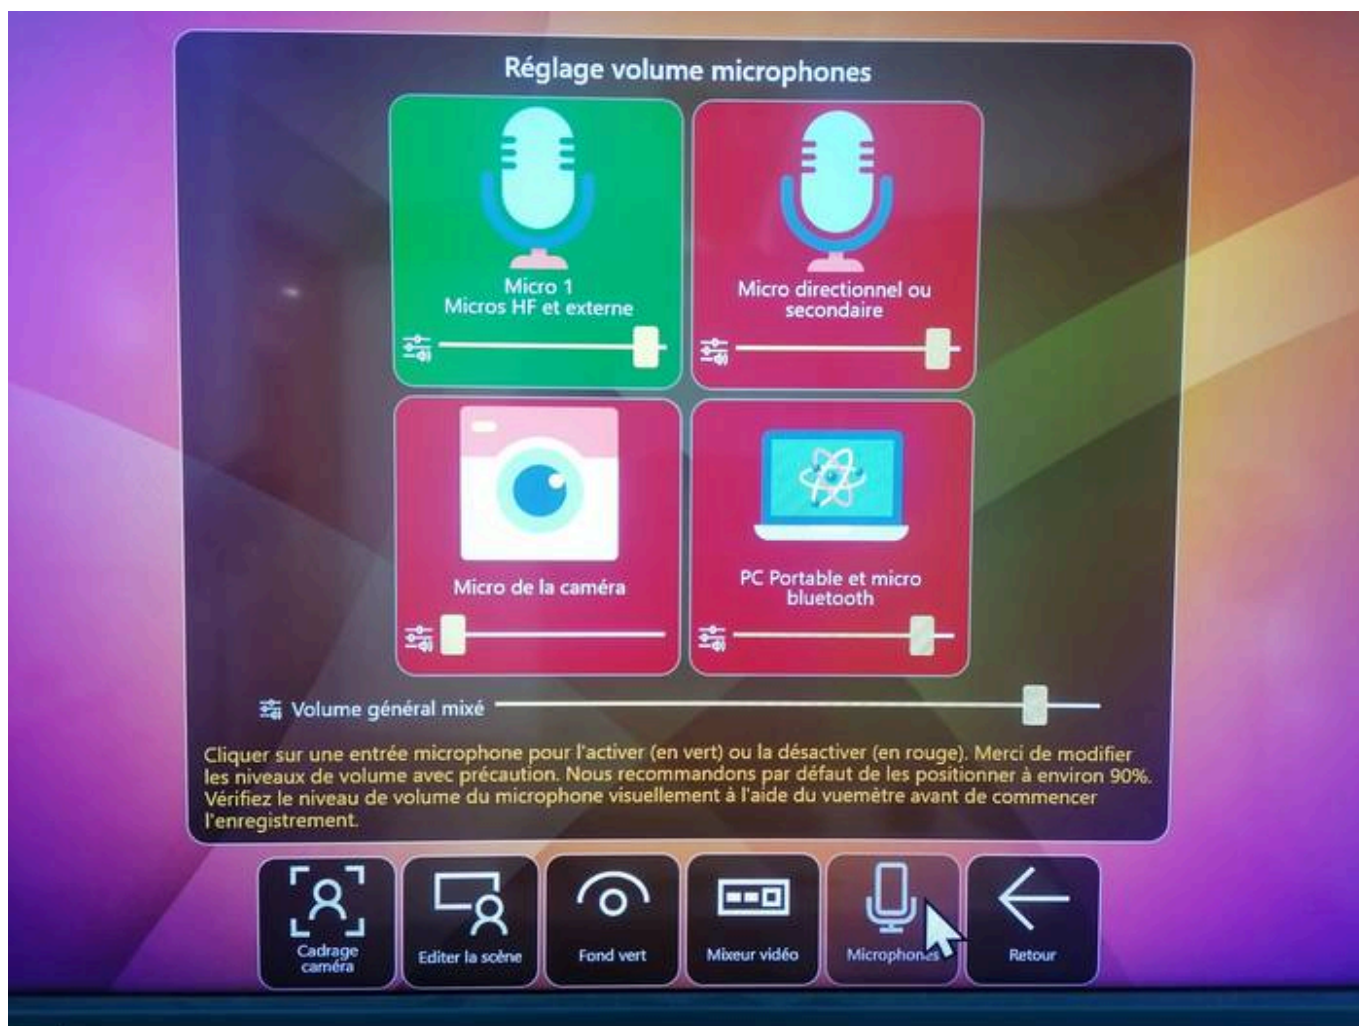 Réglage volume microphones
Micro 1
Micros HF et externe
Micro directionnel ou
secondaire
Micro de la caméra
PC Portable et micro
bluetooth
Volume général mixé
Cliquer sur une entrée microphone pour l'activer (en vert) ou la désactiver (en rouge). Merci de modifier
les niveaux de volume avec précaution. Nous recommandons par défaut de les positionner à environ 90%.
Vérifiez le niveau de volume du microphone visuellement à l'aide du vuemètre avant de commencer
l'enregistrement.
Cadrage
caméra
Editer la scène
Fond vert
Mixeur vidéo
Microphones
Retour